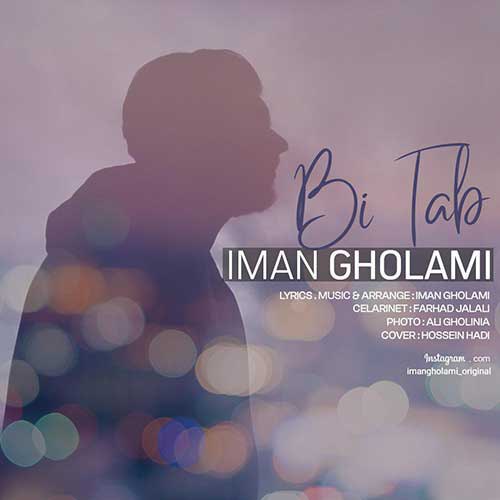 Bi Tab
IMAN GHOLAMI
LYRICS . MUSIC & ARRANGE : IMAN GHOLAMI
CELARINET : FARHAD JALALI
PHOTO : ALI GHOLINIA
COVER : HOSSEIN HADI
Instagram . com
imangholami_original